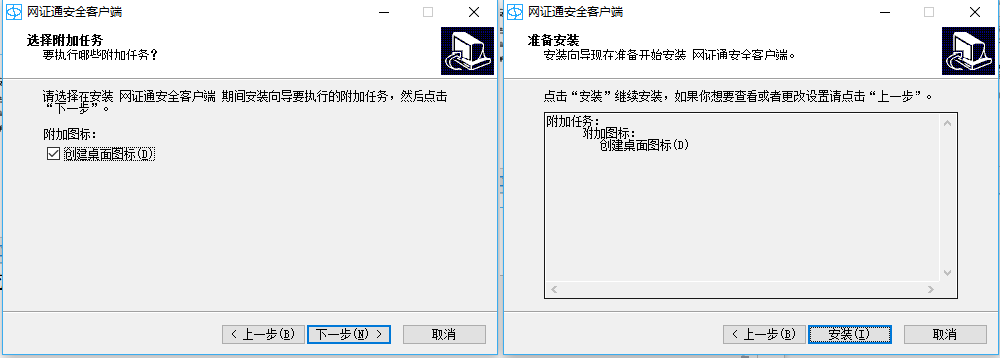 网证通安全客户端
选择附加任务
要执行哪些附加任务？
请选择在安装 网证通安全客户端 期间安装向导要执行的附加任务，然后点击
“下一步”。
附加图标：
创建桌面图标(D)
< 上一步(B)
下一步(N) >
取消
网证通安全客户端
准备安装
安装向导现在准备开始安装 网证通安全客户端。
点击“安装”继续安装，如果你想要查看或者更改设置请点击“上一步”。
附加任务：
附加图标：
创建桌面图标(D)
< 上一步(B)
安装(I)
取消